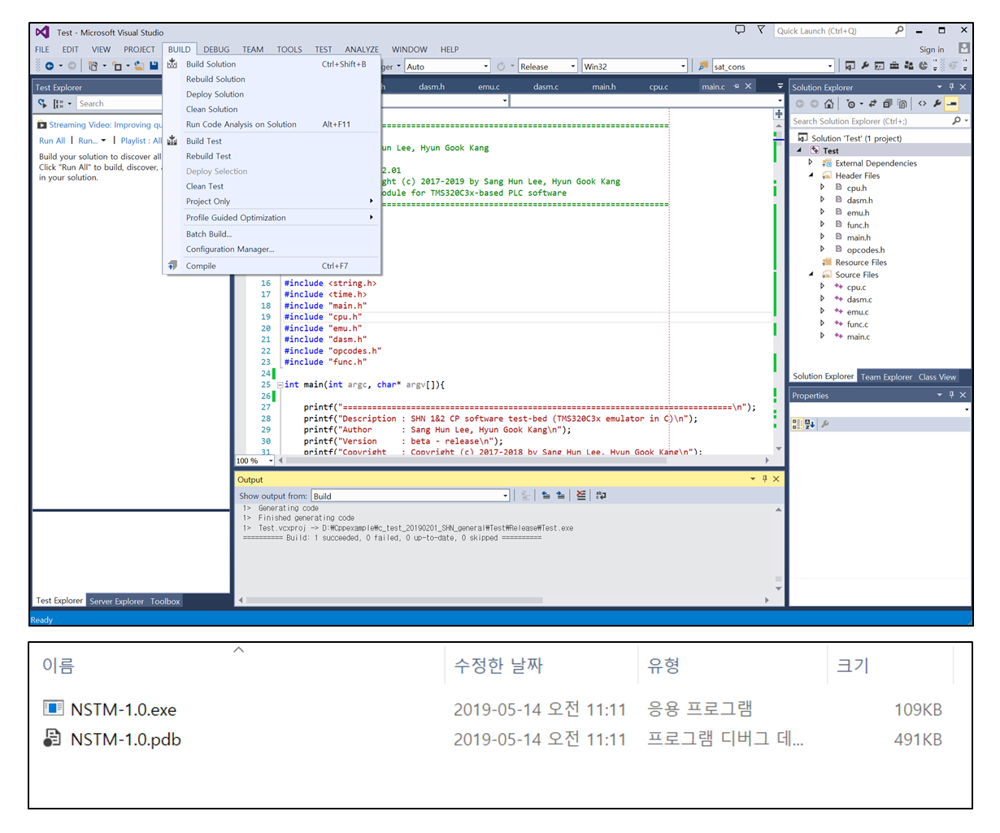 Test - Microsoft Visual Studio
Quick Launch (Ctrl+Q)
FILE EDIT VIEW PROJECT BUILD DEBUG TEAM TOOLS TEST ANALYZE WINDOW HELP
Sign in
ger Auto Release Win32 sat_cons
Build Solution Ctrl+Shift+B
Rebuild Solution
Deploy Solution
Clean Solution
Run Code Analysis on Solution Alt+F11
Build Test
Rebuild Test
Deploy Selection
Clean Test
Project Only
Profile Guided Optimization
Batch Build...
Configuration Manager...
Compile Ctrl+F7
Test Explorer
Search
Streaming Video: Improving qu
Run All Run... Playlist : All
Build your solution to discover all
Click "Run All" to build, discover,
in your solution.
Test Explorer Server Explorer Toolbox
.h dasm.h emu.c dasm.c main.h cpu.c main.c
un Lee, Hyun Gook Kang
2.01
ght (c) 2017-2019 by Sang Hun Lee, Hyun Gook Kang
odule for TMS320C3x-based PLC software
16 #include <string.h>
17 #include <time.h>
18 #include "main.h"
19 #include "cpu.h"
20 #include "emu.h"
21 #include "dasm.h"
22 #include "opcodes.h"
23 #include "func.h"
24
25 int main(int argc, char* argv[]){
26
27 printf("================================================================================\n");
28 printf("Description : SHN 1&2 CP software test-bed (TMS320C3x emulator in C)\n");
29 printf("Author : Sang Hun Lee, Hyun Gook Kang\n");
30 printf("Version : beta - release\n");
31 printf("Copyright : Copyright (c) 2017-2018 by Sang Hun Lee, Hyun Gook Kang\n");
100 %
Output
Show output from: Build
1> Generating code
1> Finished generating code
1> Test.vcxproj -> D:₩Cppexample₩c_test_20190201_SHN_general₩Test₩Release₩Test.exe
========== Build: 1 succeeded, 0 failed, 0 up-to-date, 0 skipped ==========
Solution Explorer
Search Solution Explorer (Ctrl+;)
Solution 'Test' (1 project)
Test
External Dependencies
Header Files
cpu.h
dasm.h
emu.h
func.h
main.h
opcodes.h
Resource Files
Source Files
cpu.c
dasm.c
emu.c
func.c
main.c
Solution Explorer Team Explorer Class View
Properties
Ready
이름 수정한 날짜 유형 크기
NSTM-1.0.exe 2019-05-14 오전 11:11 응용 프로그램 109KB
NSTM-1.0.pdb 2019-05-14 오전 11:11 프로그램 디버그 데... 491KB